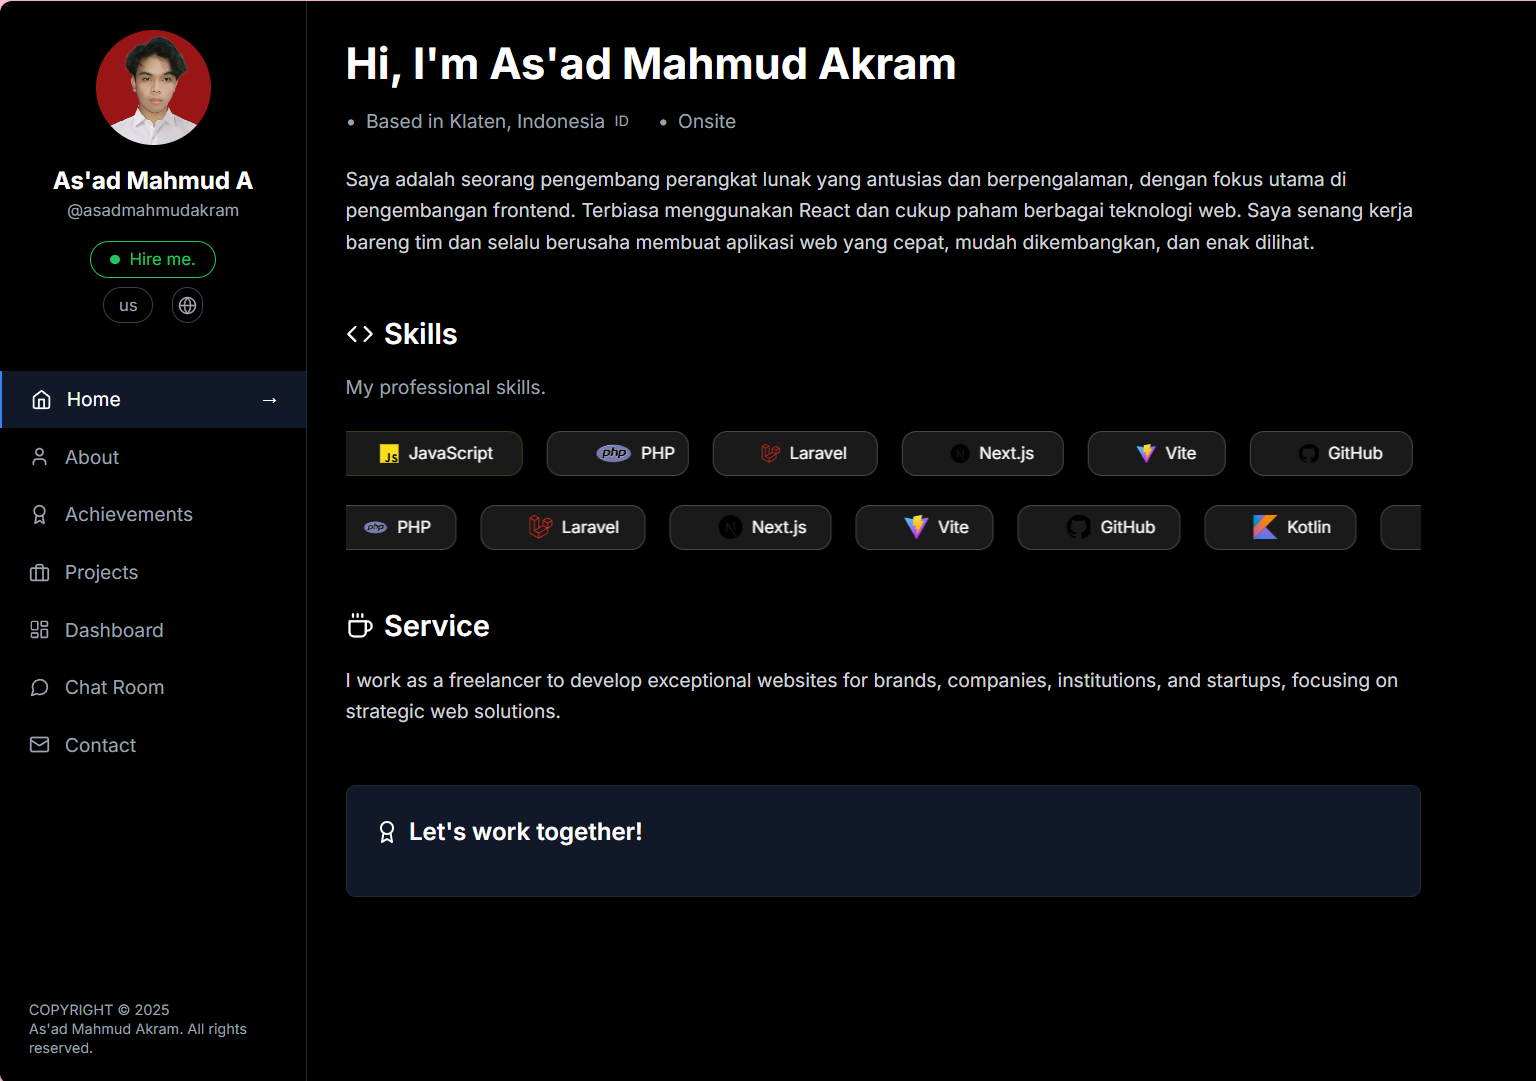 As'ad Mahmud A
@asadmahmudakram
Hire me.
us
Home →
About
Achievements
Projects
Dashboard
Chat Room
Contact
COPYRIGHT © 2025
As'ad Mahmud Akram. All rights
reserved.
Hi, I'm As'ad Mahmud Akram
• Based in Klaten, Indonesia ID • Onsite
Saya adalah seorang pengembang perangkat lunak yang antusias dan berpengalaman, dengan fokus utama di
pengembangan frontend. Terbiasa menggunakan React dan cukup paham berbagai teknologi web. Saya senang kerja
bareng tim dan selalu berusaha membuat aplikasi web yang cepat, mudah dikembangkan, dan enak dilihat.
Skills
My professional skills.
JS JavaScript php PHP Laravel N Next.js Vite GitHub
php PHP Laravel N Next.js Vite GitHub Kotlin
Service
I work as a freelancer to develop exceptional websites for brands, companies, institutions, and startups, focusing on
strategic web solutions.
Let's work together!